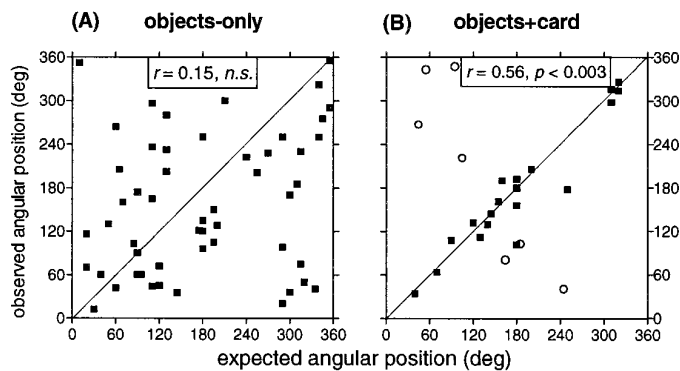 (A) objects-only
(B) objects+card
r = 0.15, n.s.
r = 0.56, p < 0.003
observed angular position (deg)
360
300
240
180
120
60
0
0 60 120 180 240 300 360
360
300
240
180
120
60
0
0 60 120 180 240 300 360
expected angular position (deg)